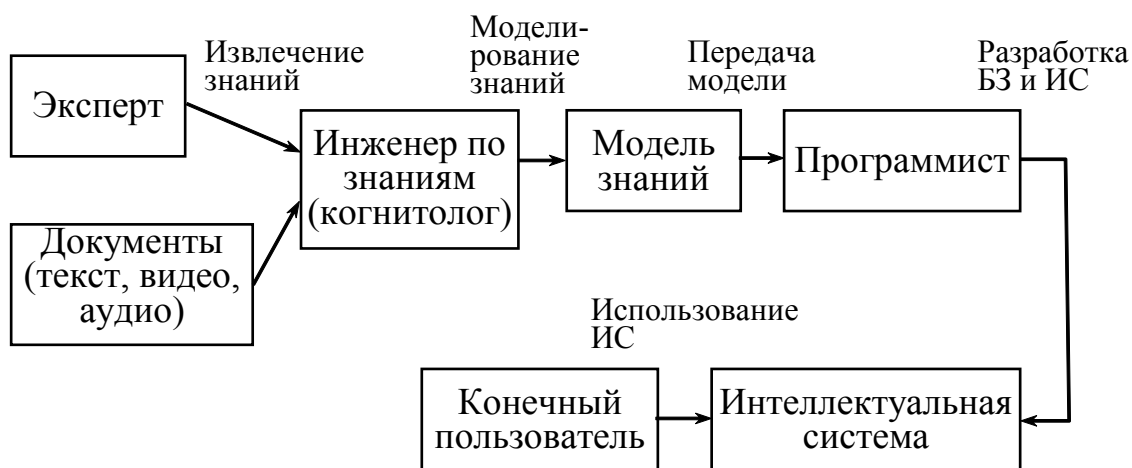 Извлечение
знаний
Модели-
рование
знаний
Передача
модели
Разработка
БЗ и ИС
Эксперт
Инженер по
знаниям
(когнитолог)
Модель
знаний
Программист
Документы
(текст, видео,
аудио)
Использование
ИС
Конечный
пользователь
Интеллектуальная
система